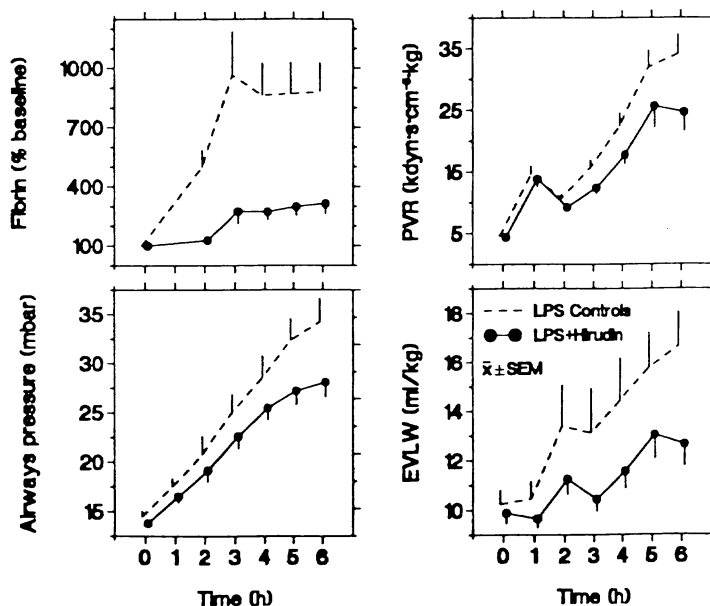 Fibrin (% baseline)
1000
700
400
100
PVR (kdyn·s·cm⁻⁵·kg)
35
25
15
5
Airways pressure (mbar)
35
30
25
20
15
0 1 2 3 4 5 6
Time (h)
EVLW (ml/kg)
18
16
14
12
10
LPS Controls
LPS+Hirudin
x̄ ± SEM
0 1 2 3 4 5 6
Time (h)